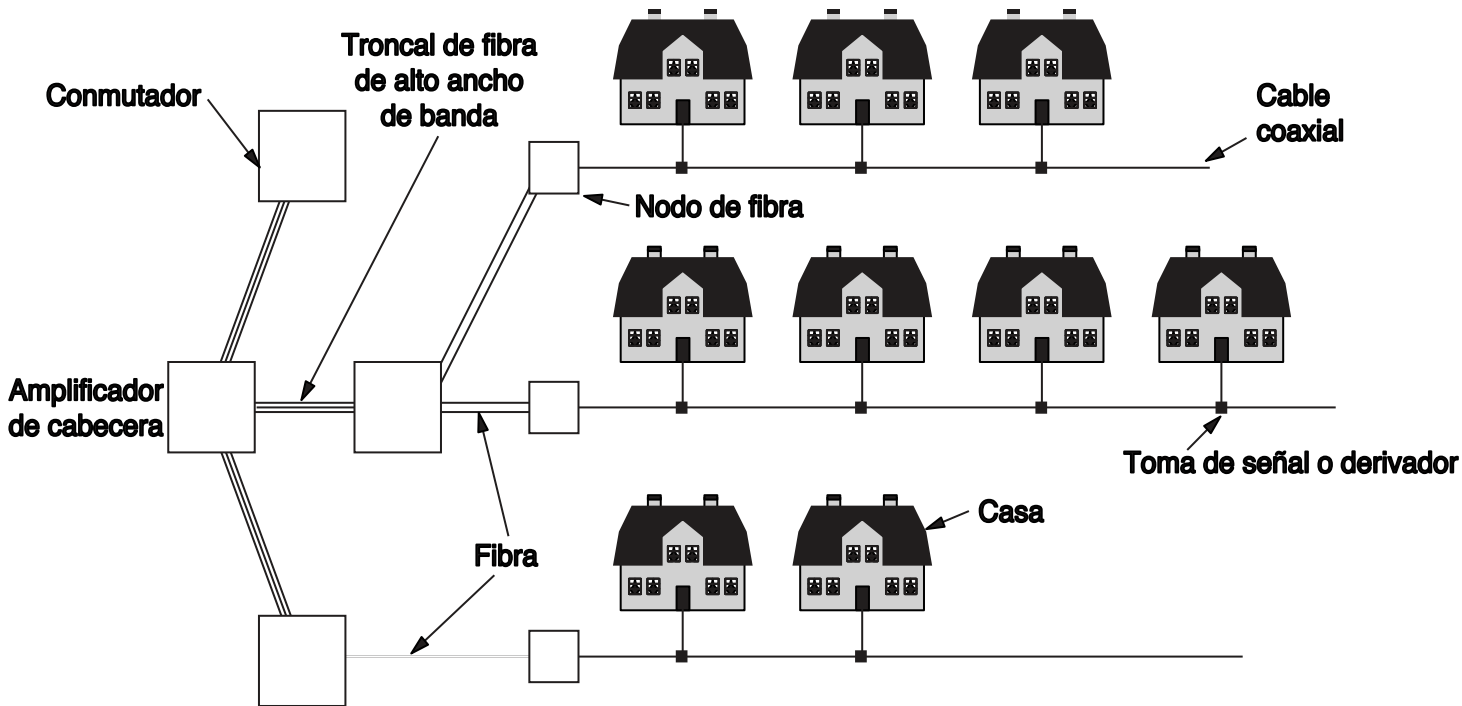 Troncal de fibra
de alto ancho
de banda
Conmutador
Cable
coaxial
Nodo de fibra
Amplificador
de cabecera
Toma de señal o derivador
Casa
Fibra